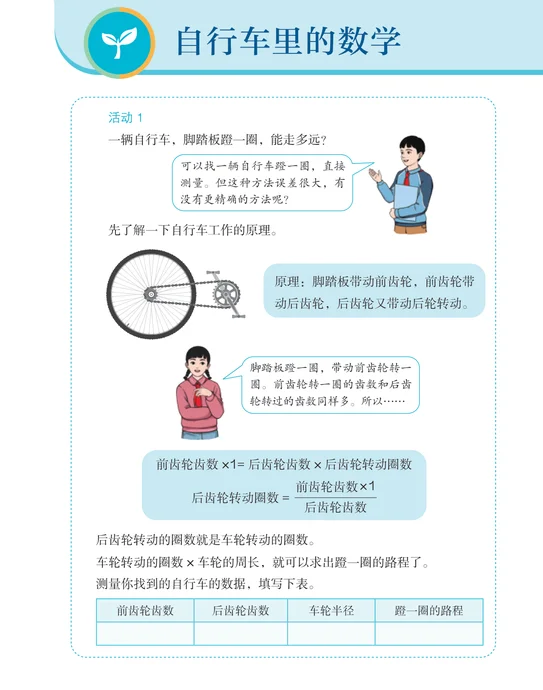 自行车里的数学
活动 1
一辆自行车，脚踏板蹬一圈，能走多远？
可以找一辆自行车蹬一圈，直接
测量。但这种方法误差很大，有
没有更精确的方法呢？
先了解一下自行车工作的原理。
原理：脚踏板带动前齿轮，前齿轮带
动后齿轮，后齿轮又带动后轮转动。
脚踏板蹬一圈，带动前齿轮转一
圈。前齿轮转一圈的齿数和后齿
轮转过的齿数同样多。所以……
前齿轮齿数 ×1= 后齿轮齿数 × 后齿轮转动圈数
后齿轮转动圈数 = 前齿轮齿数×1
后齿轮齿数
后齿轮转动的圈数就是车轮转动的圈数。
车轮转动的圈数 × 车轮的周长，就可以求出蹬一圈的路程了。
测量你找到的自行车的数据，填写下表。
前齿轮齿数 后齿轮齿数 车轮半径 蹬一圈的路程